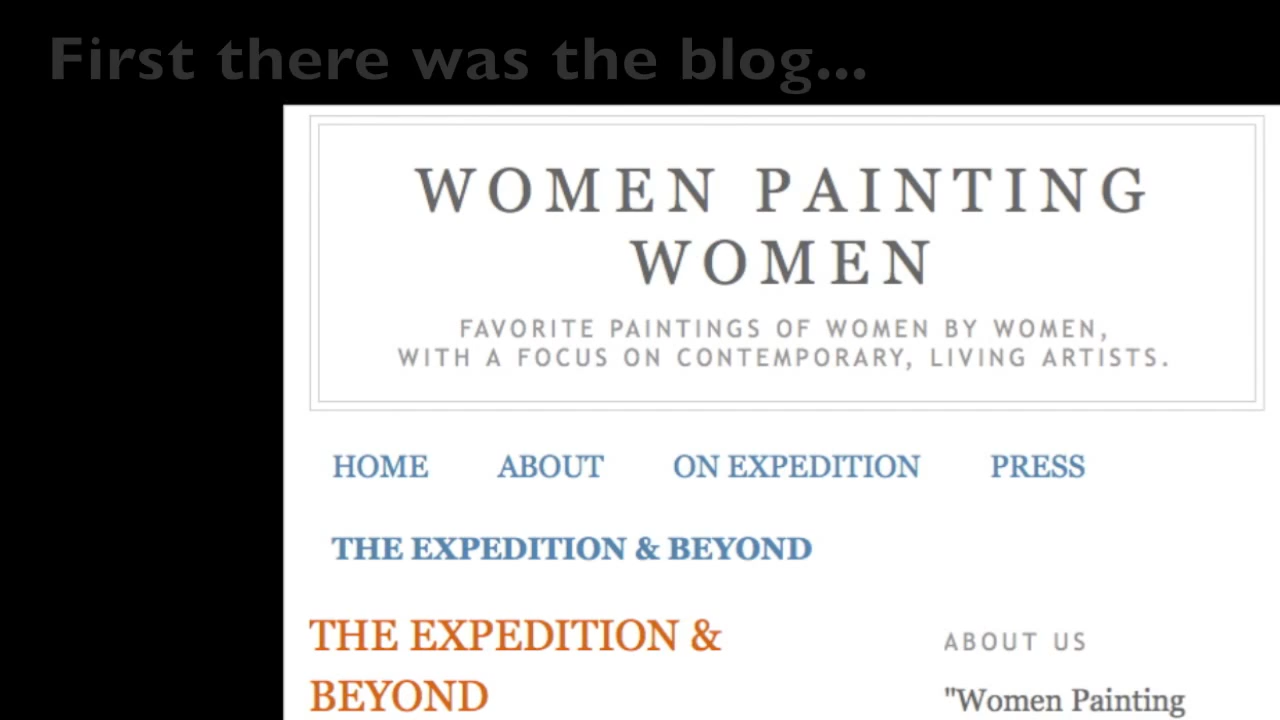 First there was the blog...
WOMEN PAINTING
WOMEN
FAVORITE PAINTINGS OF WOMEN BY WOMEN,
WITH A FOCUS ON CONTEMPORARY, LIVING ARTISTS.
HOME ABOUT ON EXPEDITION PRESS
THE EXPEDITION & BEYOND
THE EXPEDITION &
BEYOND
ABOUT US
"Women Painting